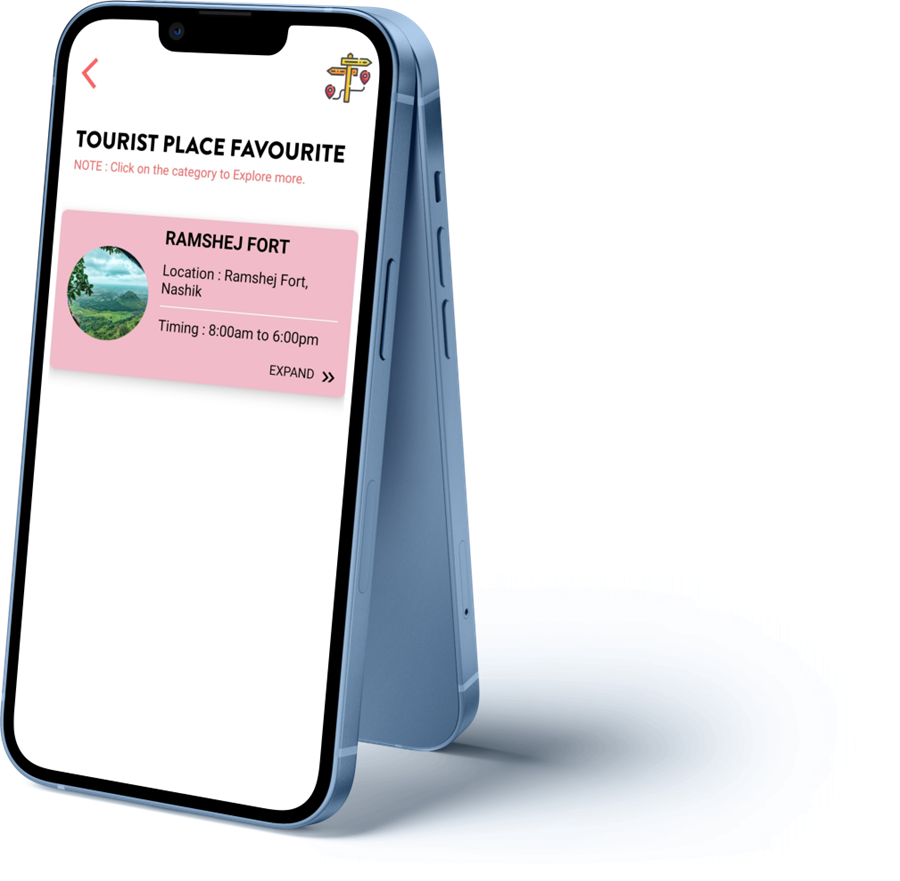 TOURIST PLACE FAVOURITE
NOTE : Click on the category to Explore more.
RAMSHEJ FORT
Location : Ramshej Fort,
Nashik
Timing : 8:00am to 6:00pm
EXPAND »